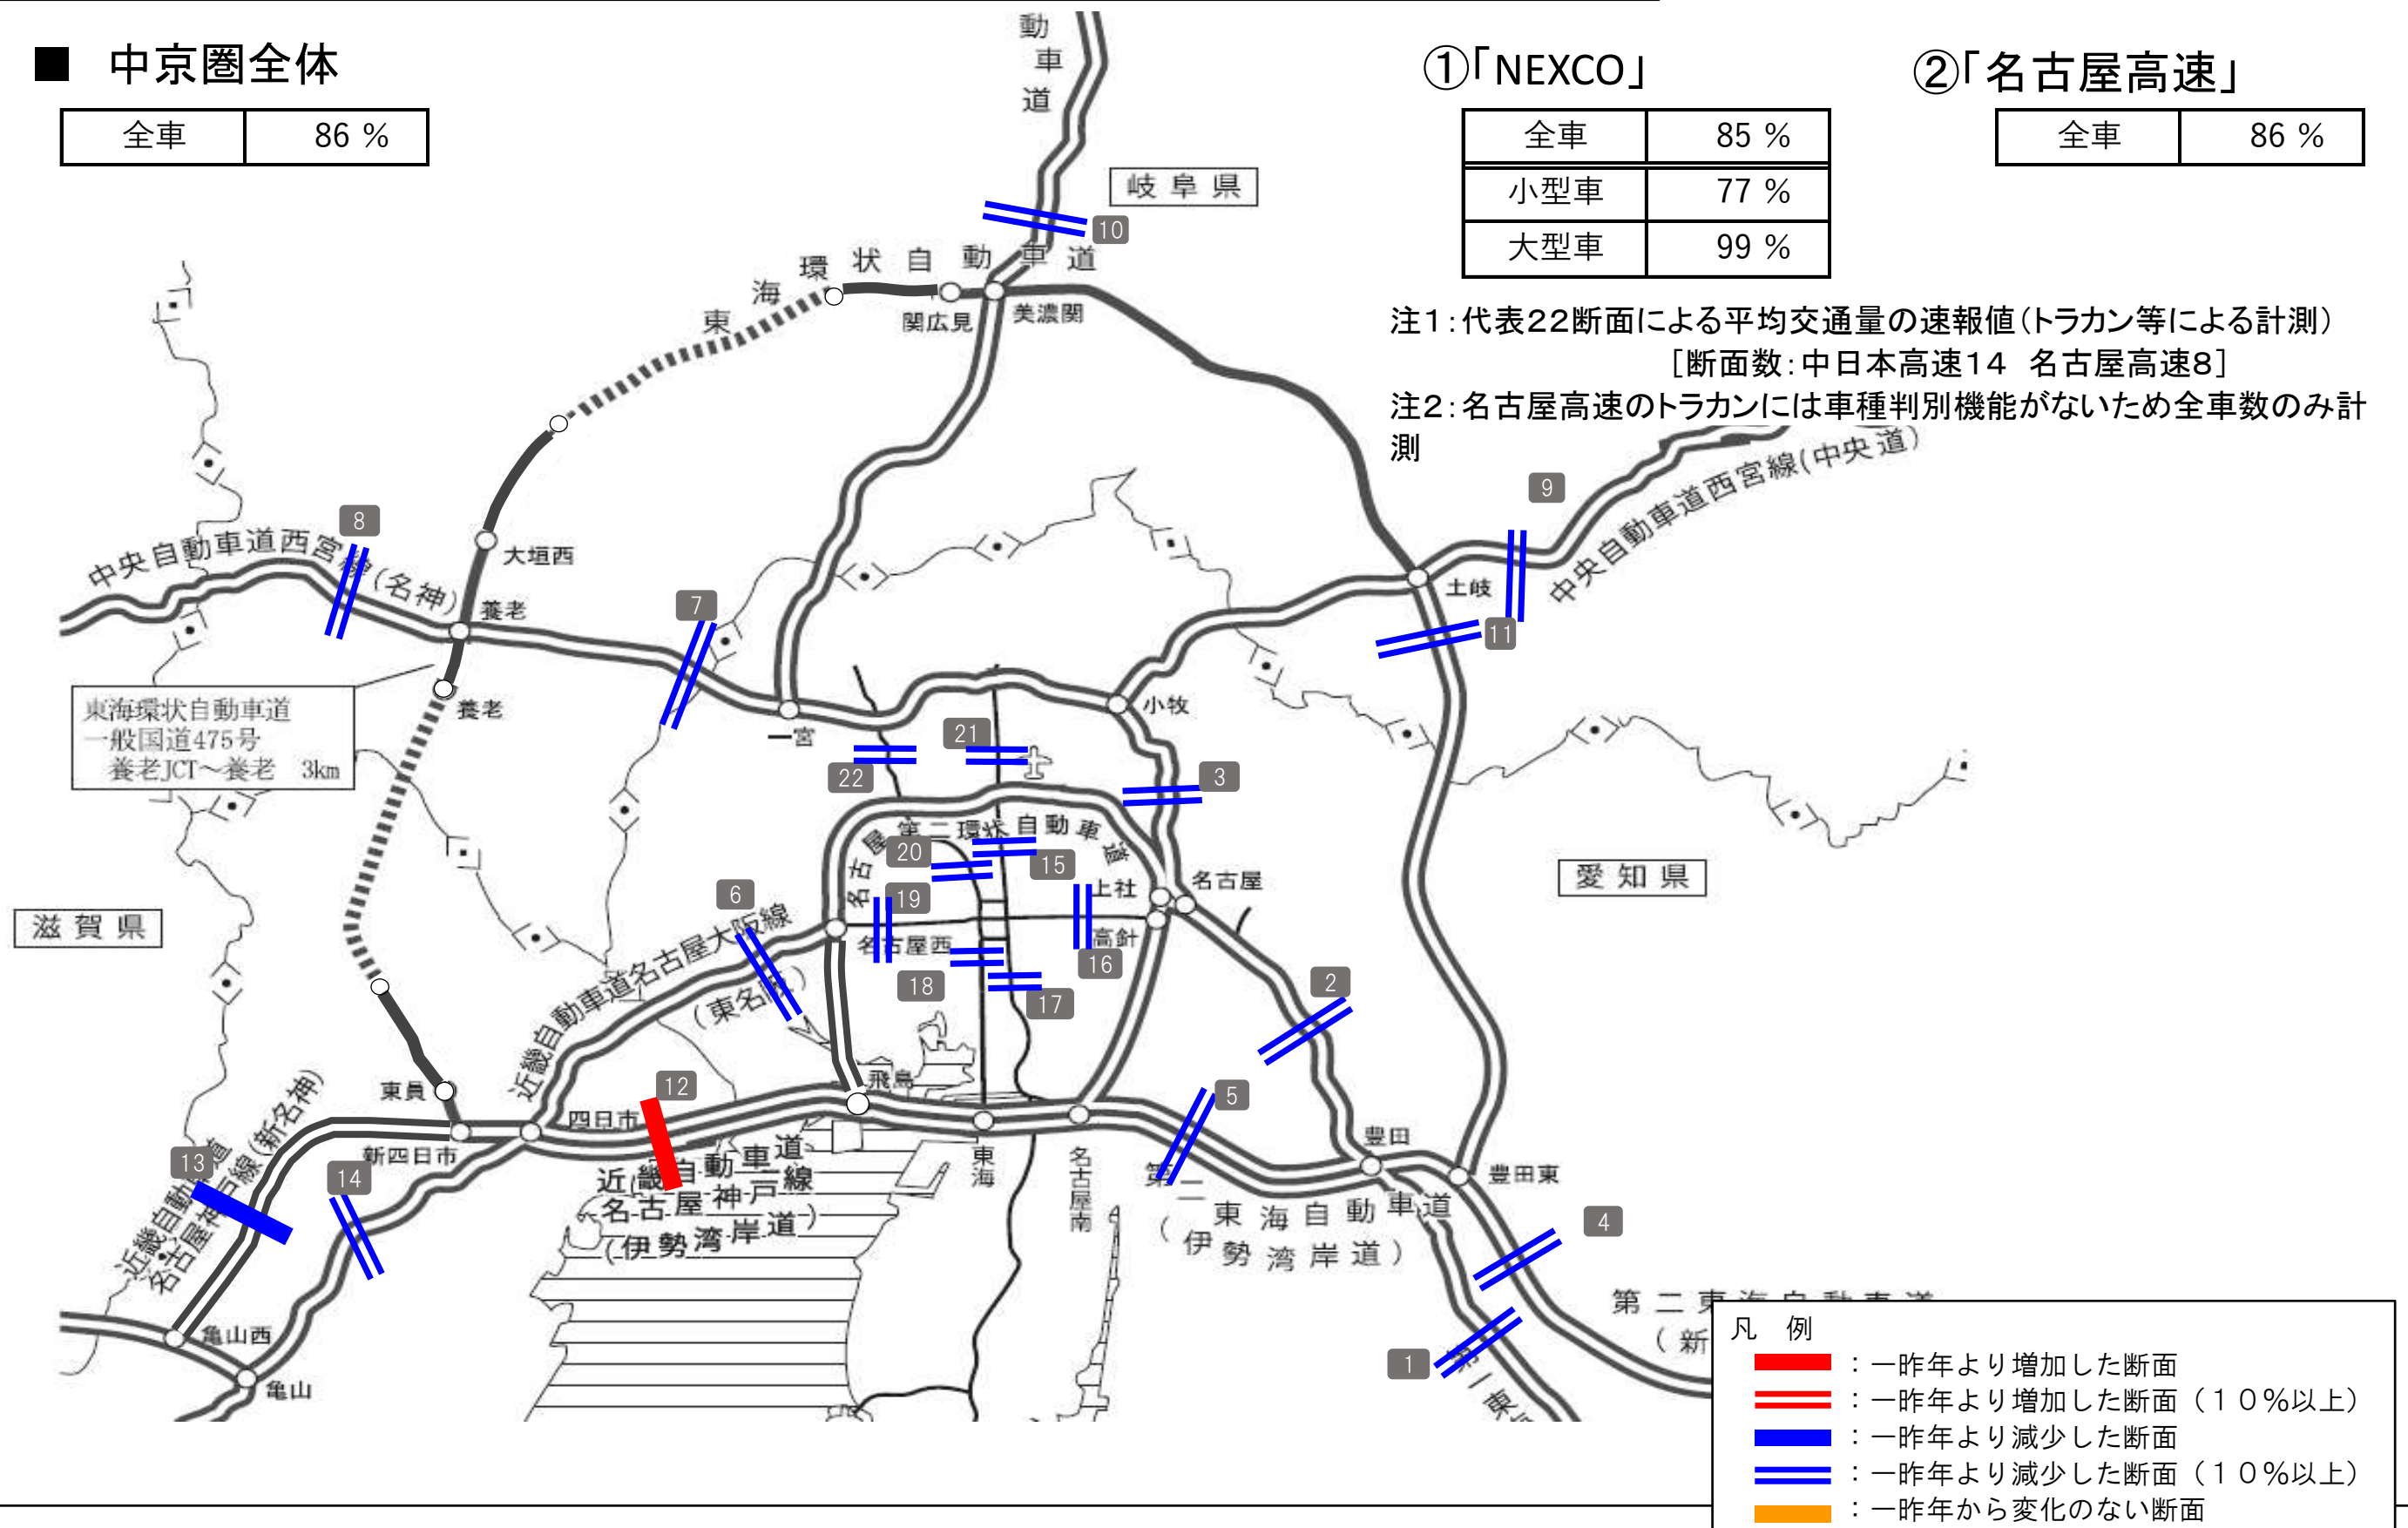 ■ 中京圏全体
全車 86 %
①「NEXCO」
全車 85 %
小型車 77 %
大型車 99 %
②「名古屋高速」
全車 86 %
注1:代表22断面による平均交通量の速報値(トラカン等による計測)
[断面数:中日本高速14 名古屋高速8]
注2:名古屋高速のトラカンには車種判別機能がないため全車数のみ計
測
動車道
岐阜県
10
東海環状自動車道
関広見
美濃関
9
中央自動車道西宮線(中央道)
8
中央自動車道西宮線(名神)
大垣西
養老
7
土岐
11
東海環状自動車道
一般国道475号
養老JCT～養老 3km
養老
一宮
小牧
21
22
3
名古屋第二環状自動車道
20
15
愛知県
滋賀県
6
19
上社
名古屋
名古屋西
高針
16
近畿自動車道名古屋大阪線
(東名阪)
18
17
2
東員
12
飛島
5
四日市
新四日市
13
14
近畿自動車道
名古屋神戸線(新名神)
近畿自動車道
名古屋神戸線
(伊勢湾岸道)
東海
名古屋南
豊田
豊田東
第二東海自動車道
(伊勢湾岸道)
4
亀山西
亀山
1
第一東
第二東海自動車道
(新
凡 例
:一昨年より増加した断面
:一昨年より増加した断面(10%以上)
:一昨年より減少した断面
:一昨年より減少した断面(10%以上)
:一昨年から変化のない断面